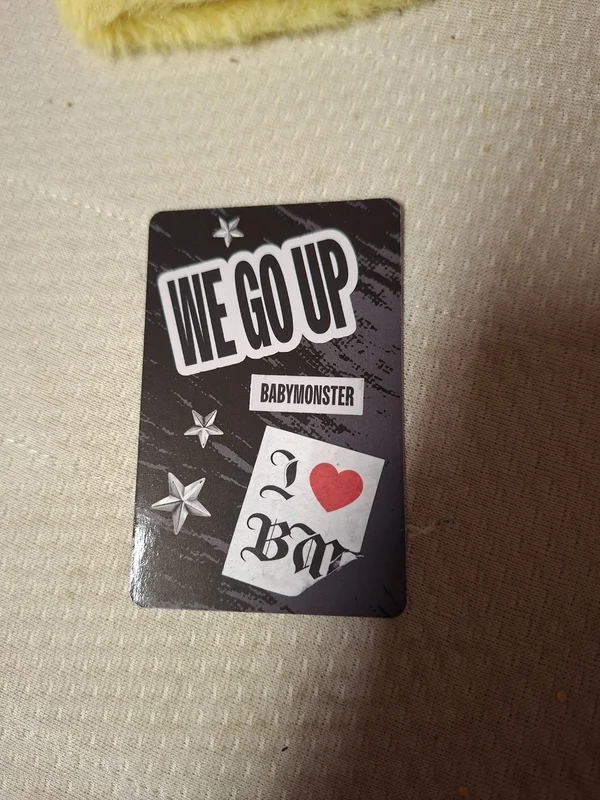 WE GO UP
BABYMONSTER
I ❤
BM